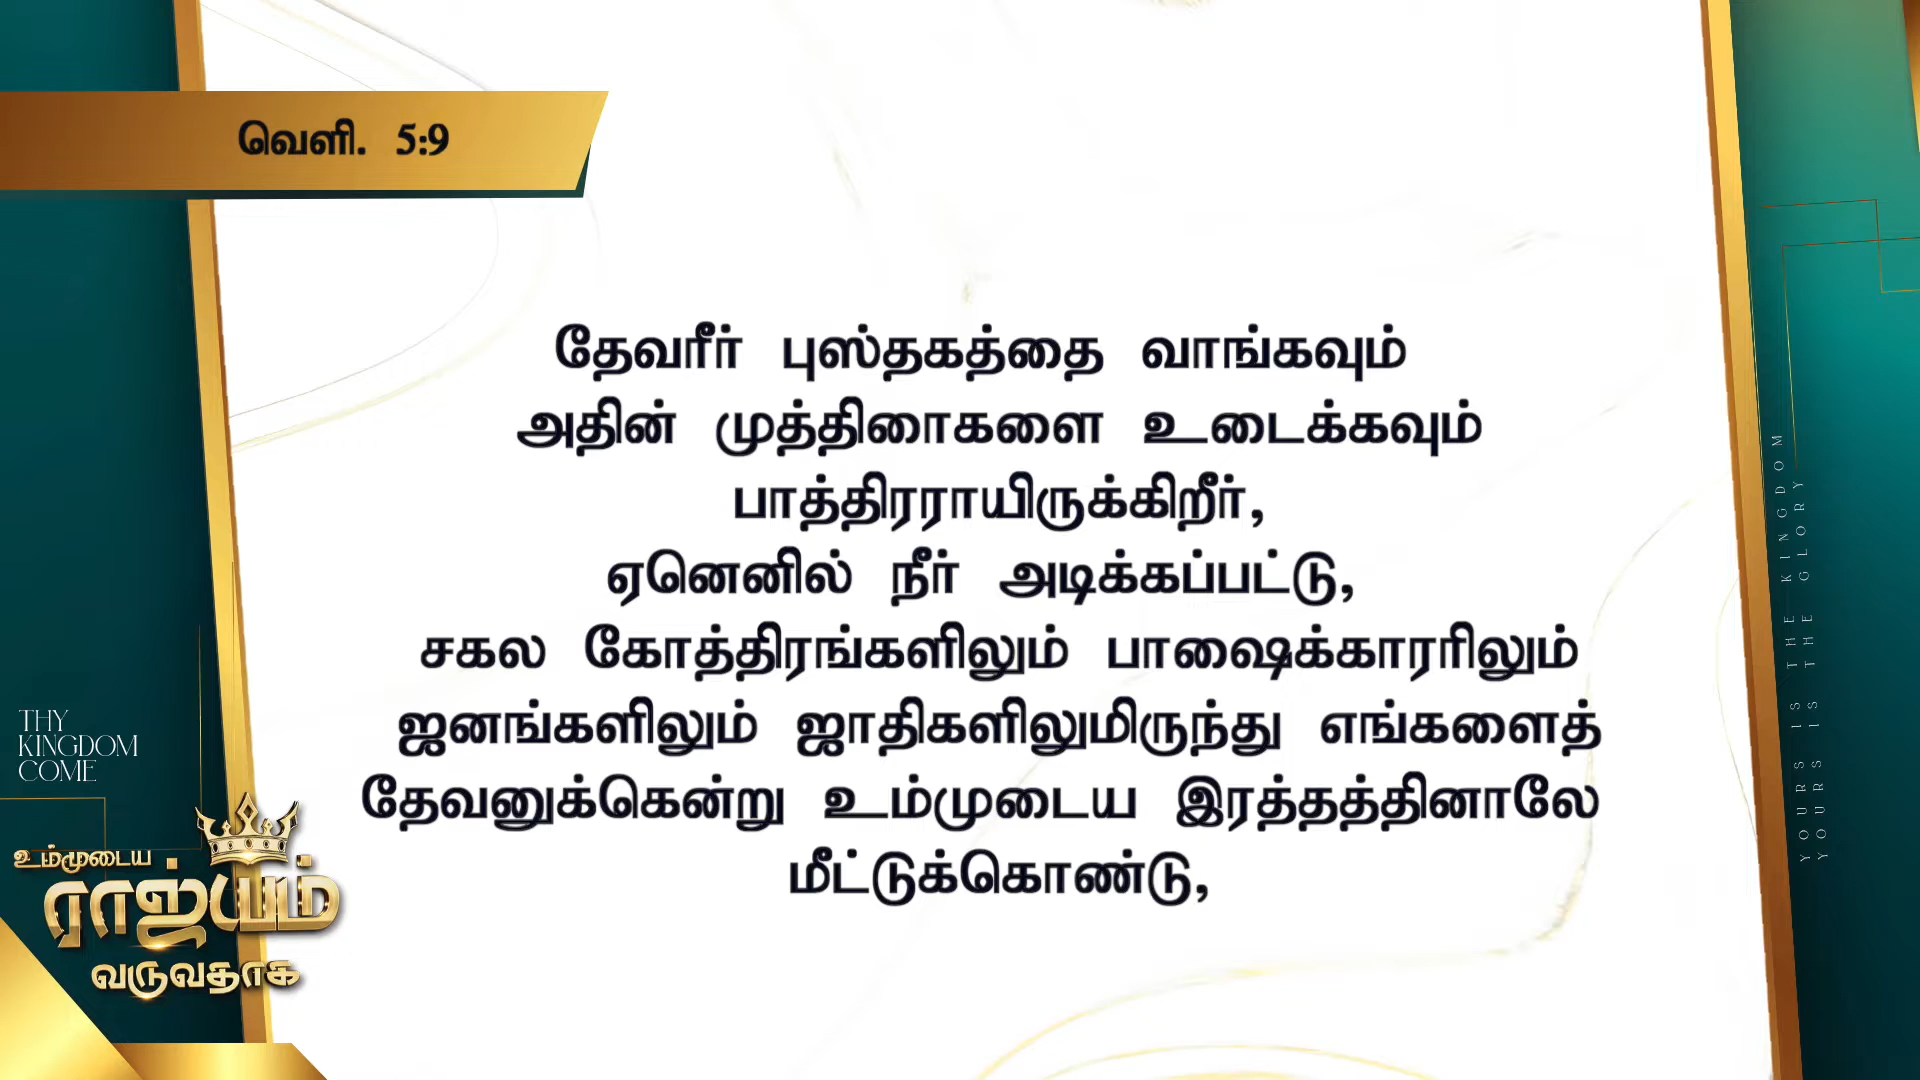 வெளி. 5:9
தேவரீர் புஸ்தகத்தை வாங்கவும்
அதின் முத்திரைகளை உடைக்கவும்
பாத்திரராயிருக்கிறீர்,
ஏனெனில் நீர் அடிக்கப்பட்டு,
சகல கோத்திரங்களிலும் பாஷைக்காரரிலும்
ஜனங்களிலும் ஜாதிகளிலுமிருந்து எங்களைத்
தேவனுக்கென்று உம்முடைய இரத்தத்தினாலே
மீட்டுக்கொண்டு,
THY
KINGDOM
COME
உம்முடைய
ராஜ்யம்
வருவதாக
YOURS IS THE KINGDOM
YOURS IS THE GLORY